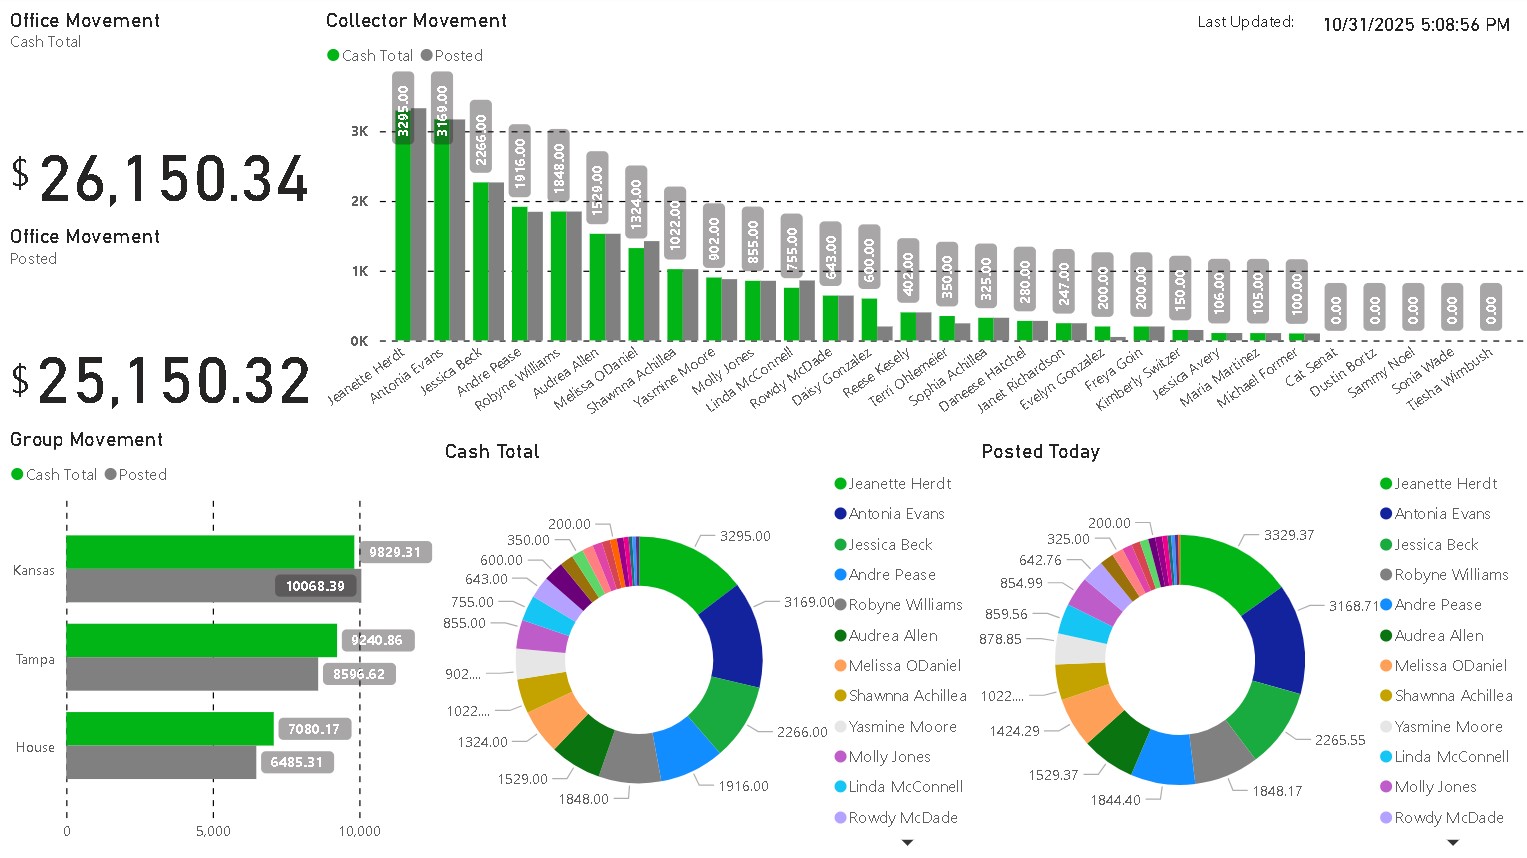 Office Movement
Cash Total
$ 26,150.34
Office Movement
Posted
$ 25,150.32
Collector Movement
Cash Total Posted
Last Updated: 10/31/2025 5:08:56 PM
3K
2K
1K
0K
3295.00
3169.00
2266.00
1916.00
1848.00
1529.00
1324.00
1022.00
902.00
855.00
755.00
643.00
600.00
402.00
350.00
325.00
280.00
247.00
200.00
200.00
150.00
106.00
105.00
100.00
0.00
0.00
0.00
0.00
0.00
Jeanette Herdt
Antonia Evans
Jessica Beck
Andre Pease
Robyne Williams
Audrea Allen
Melissa ODaniel
Shawnna Achillea
Yasmine Moore
Molly Jones
Linda McConnell
Rowdy McDade
Daisy Gonzalez
Reese Kesely
Terri Ohlemeier
Sophia Achillea
Daneese Hatchel
Janet Richardson
Evelyn Gonzalez
Freya Goin
Kimberly Switzer
Jessica Avery
Maria Martinez
Michael Former
Cat Senat
Dustin Bortz
Sammy Noel
Sonia Wade
Tiesha Wimbush
Group Movement
Cash Total Posted
Kansas
9829.31
10068.39
Tampa
9240.86
8596.62
House
7080.17
6485.31
0 5,000 10,000
Cash Total
3295.00
3169.00
2266.00
1916.00
1848.00
1529.00
1324.00
1022....
902....
855.00
755.00
643.00
600.00
350.00
200.00
Jeanette Herdt
Antonia Evans
Jessica Beck
Andre Pease
Robyne Williams
Audrea Allen
Melissa ODaniel
Shawnna Achillea
Yasmine Moore
Molly Jones
Linda McConnell
Rowdy McDade
Posted Today
3329.37
3168.71
2265.55
1848.17
1844.40
1529.37
1424.29
1022....
878.85
859.56
854.99
642.76
325.00
200.00
Jeanette Herdt
Antonia Evans
Jessica Beck
Robyne Williams
Andre Pease
Audrea Allen
Melissa ODaniel
Shawnna Achillea
Yasmine Moore
Linda McConnell
Molly Jones
Rowdy McDade